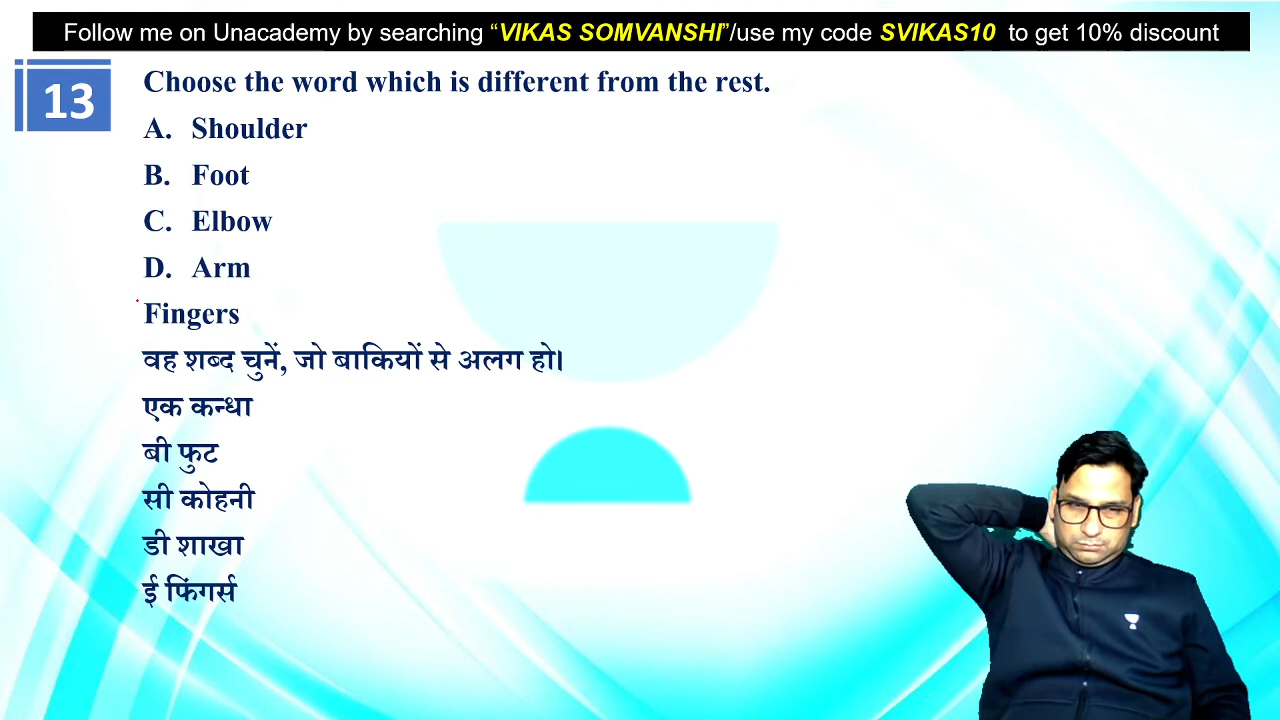 Follow me on Unacademy by searching “VIKAS SOMVANSHI”/use my code SVIKAS10 to get 10% discount
13
Choose the word which is different from the rest.
A. Shoulder
B. Foot
C. Elbow
D. Arm
Fingers
वह शब्द चुनें, जो बाकियों से अलग हो।
एक कन्धा
बी फुट
सी कोहनी
डी शाखा
ई फिंगर्स